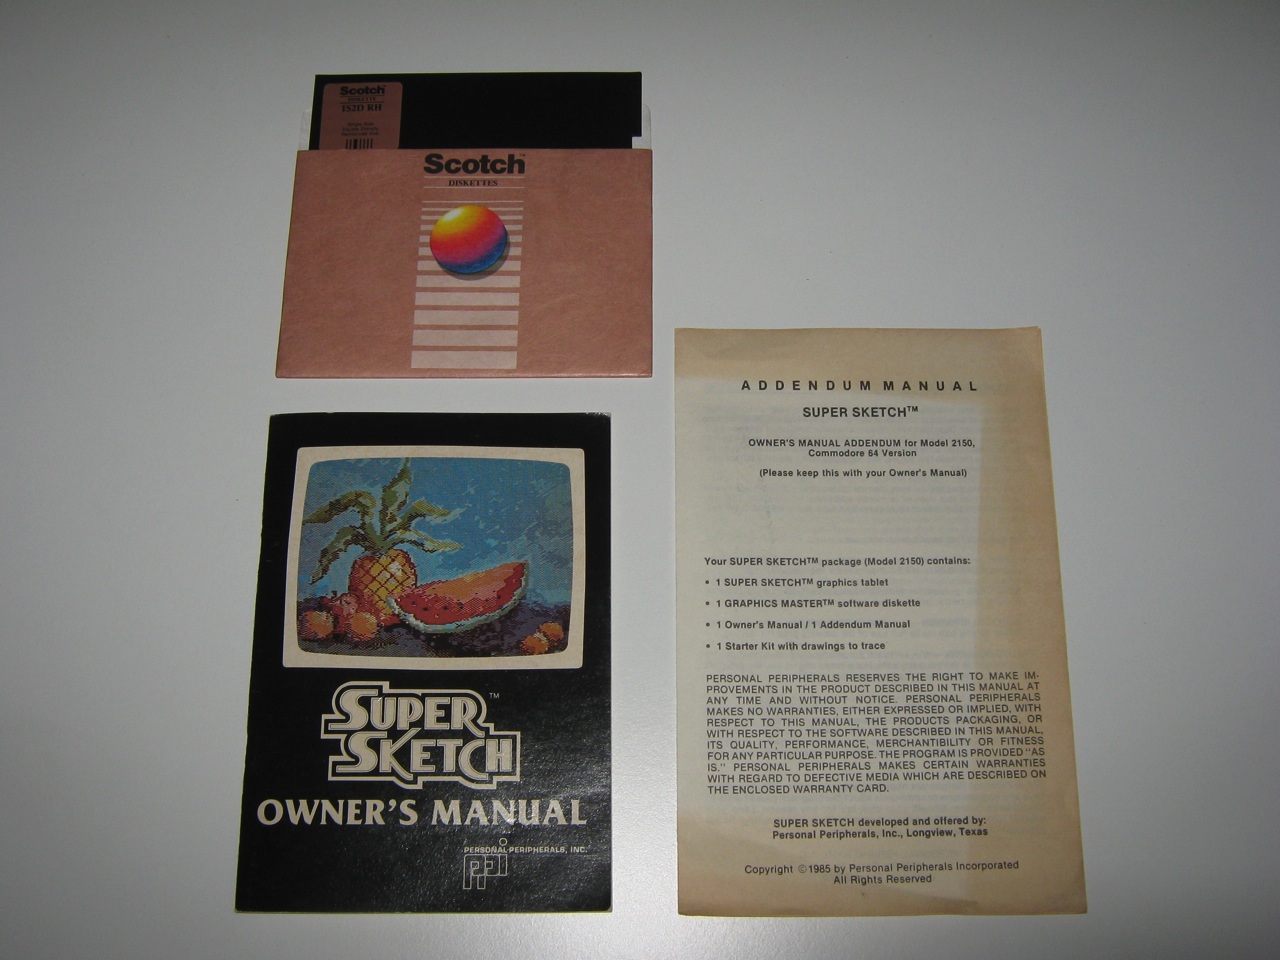 Scotch
DISKETTE
1S2D RH
Scotch™
DISKETTES
SUPER™
SKETCH
OWNER'S MANUAL
PERSONAL PERIPHERALS, INC.
PPI
ADDENDUM MANUAL
SUPER SKETCH™
OWNER'S MANUAL ADDENDUM for Model 2150,
Commodore 64 Version
(Please keep this with your Owner's Manual)
Your SUPER SKETCH™ package (Model 2150) contains:
• 1 SUPER SKETCH™ graphics tablet
• 1 GRAPHICS MASTER™ software diskette
• 1 Owner's Manual / 1 Addendum Manual
• 1 Starter Kit with drawings to trace
PERSONAL PERIPHERALS RESERVES THE RIGHT TO MAKE IM-
PROVEMENTS IN THE PRODUCT DESCRIBED IN THIS MANUAL AT
ANY TIME AND WITHOUT NOTICE. PERSONAL PERIPHERALS
MAKES NO WARRANTIES, EITHER EXPRESSED OR IMPLIED, WITH
RESPECT TO THIS MANUAL, THE PRODUCTS PACKAGING, OR
WITH RESPECT TO THE SOFTWARE DESCRIBED IN THIS MANUAL,
ITS QUALITY, PERFORMANCE, MERCHANTIBILITY OR FITNESS
FOR ANY PARTICULAR PURPOSE. THE PROGRAM IS PROVIDED "AS
IS." PERSONAL PERIPHERALS MAKES CERTAIN WARRANTIES
WITH REGARD TO DEFECTIVE MEDIA WHICH ARE DESCRIBED ON
THE ENCLOSED WARRANTY CARD.
SUPER SKETCH developed and offered by:
Personal Peripherals, Inc., Longview, Texas
Copyright ©1985 by Personal Peripherals Incorporated
All Rights Reserved